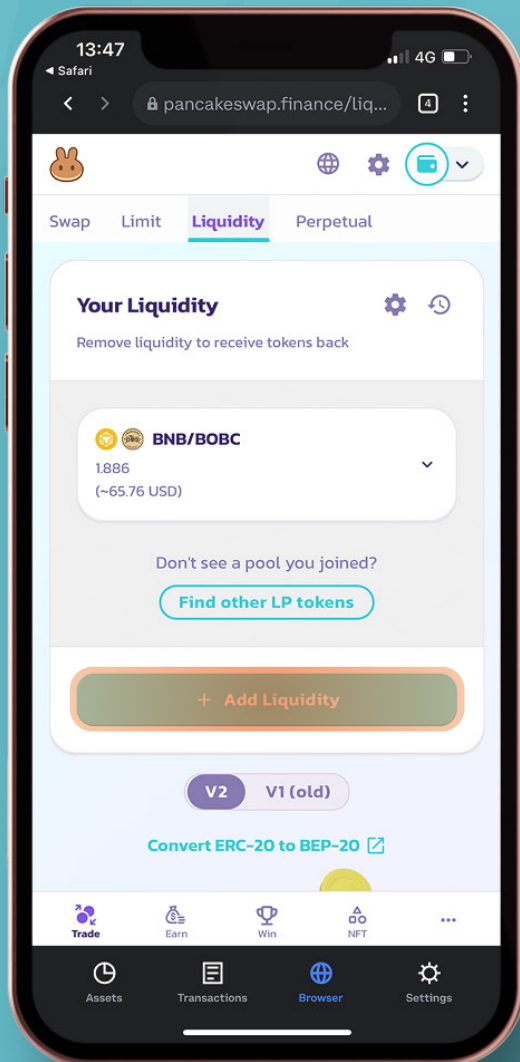 13:47
◀ Safari
4G
pancakeswap.finance/liq...
4
Swap Limit Liquidity Perpetual
Your Liquidity
Remove liquidity to receive tokens back
BNB/BOBC
1.886
(~65.76 USD)
Don't see a pool you joined?
Find other LP tokens
+ Add Liquidity
V2 V1 (old)
Convert ERC-20 to BEP-20
Trade Earn Win NFT
Assets Transactions Browser Settings